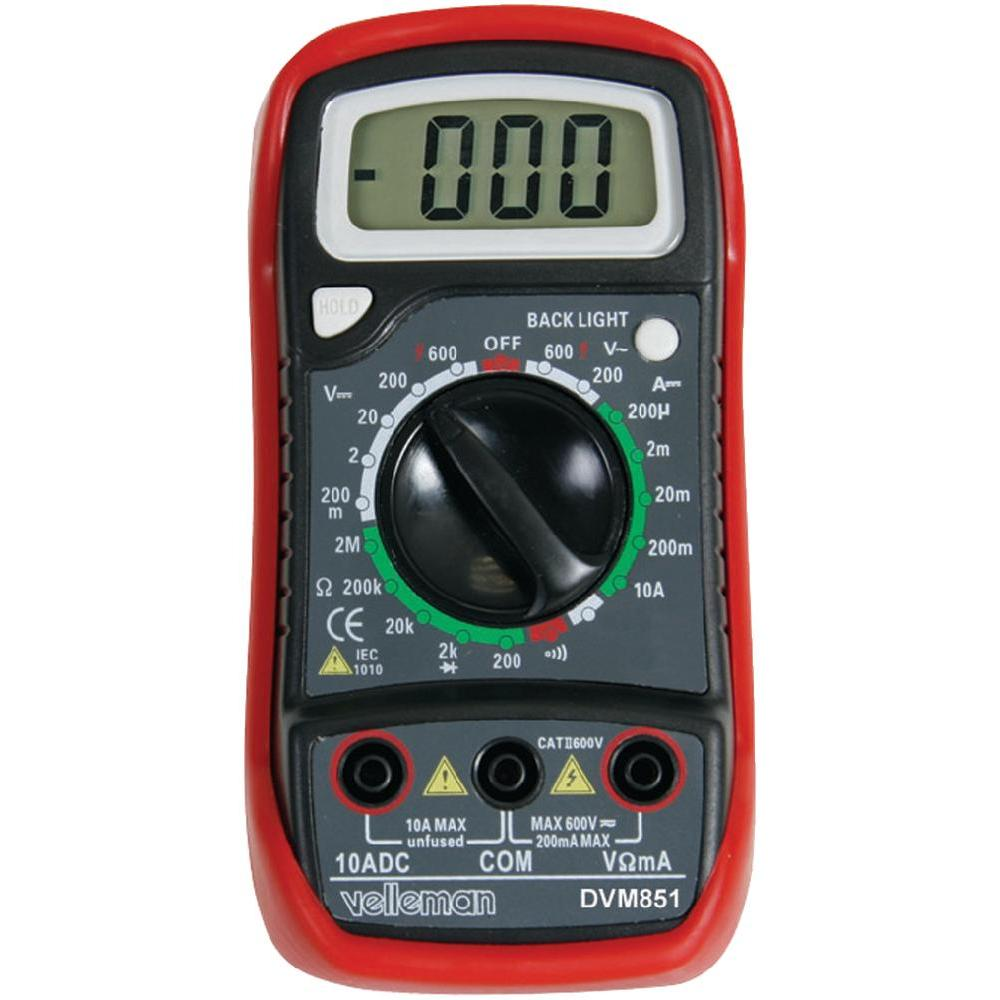 - 000
HOLD
BACK LIGHT
OFF
600
600
V~
200
200
V⎓
A⎓
20
200µ
2
2m
200
m
20m
2M
200m
Ω
200k
10A
CE
20k
2k
200
IEC
1010
CATⅡ600V
10A MAX
unfused
MAX 600V
200mA MAX
10ADC
COM
VΩmA
velleman
DVM851